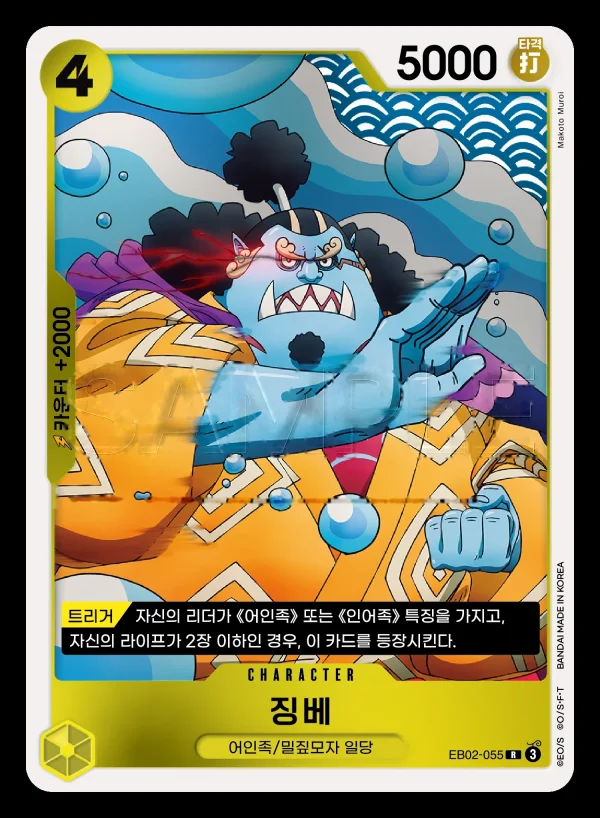 4
5000
타격
打
Makoto Muroi
카운터 +2000
SAMPLE
트리거 자신의 리더가 《어인족》 또는 《인어족》 특징을 가지고,
자신의 라이프가 2장 이하인 경우, 이 카드를 등장시킨다.
CHARACTER
징베
어인족/밀짚모자 일당
EB02-055 R 3
©EO/S ©O/S·F·T BANDAI MADE IN KOREA